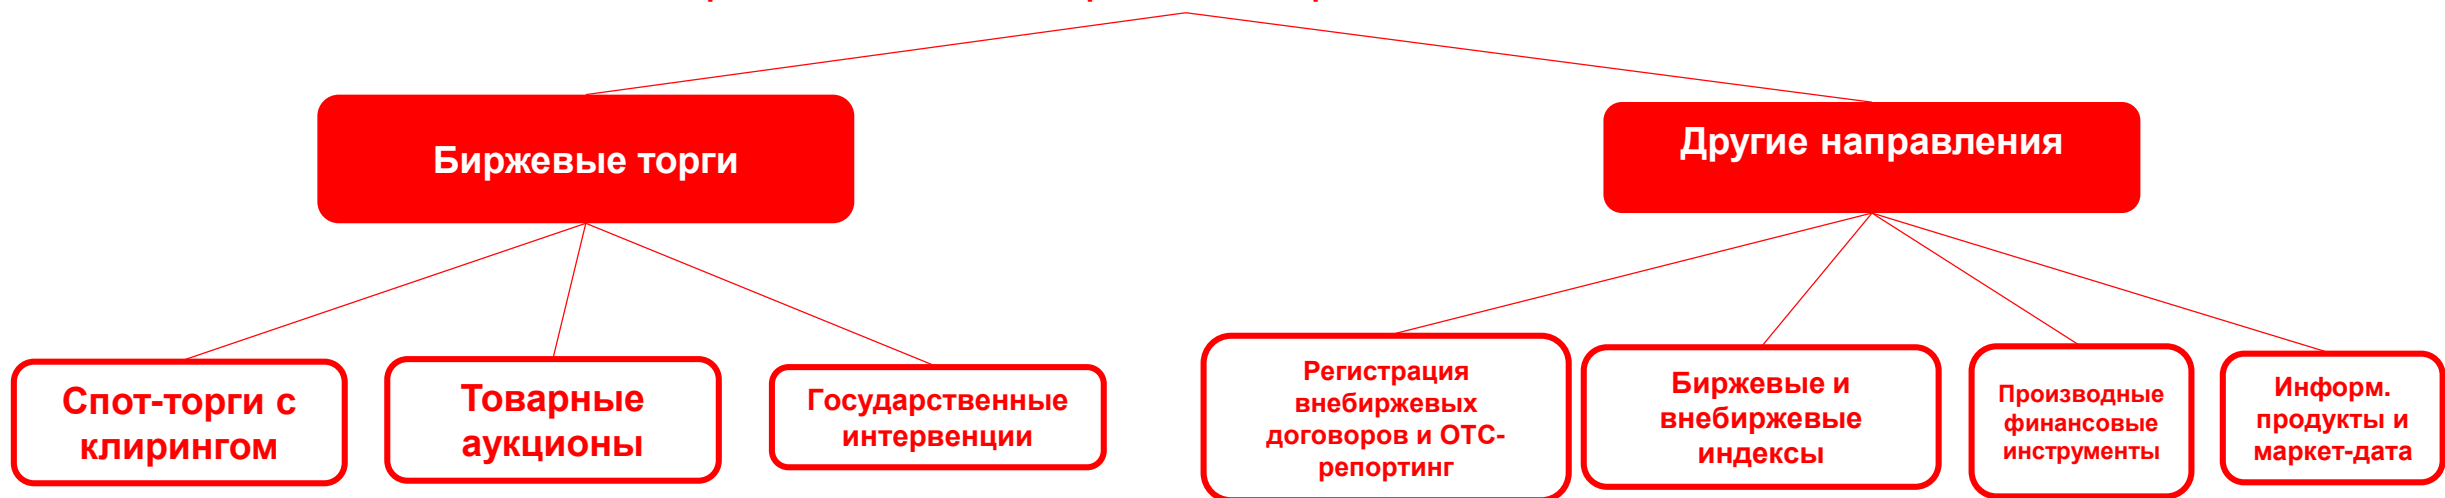 Биржевые торги
Другие направления
Спот-торги с
клирингом
Товарные
аукционы
Государственные
интервенции
Регистрация
внебиржевых
договоров и ОТС-
репортинг
Биржевые и
внебиржевые
индексы
Производные
финансовые
инструменты
Информ.
продукты и
маркет-дата